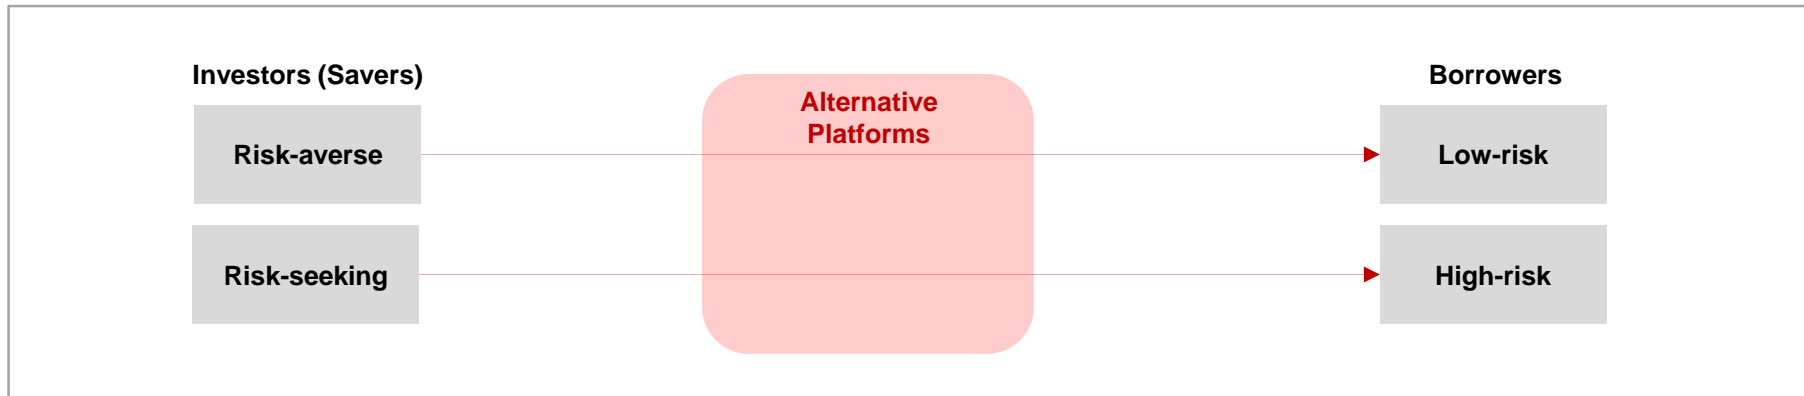 Investors (Savers)
Borrowers
Alternative
Platforms
Risk-averse
Low-risk
Risk-seeking
High-risk